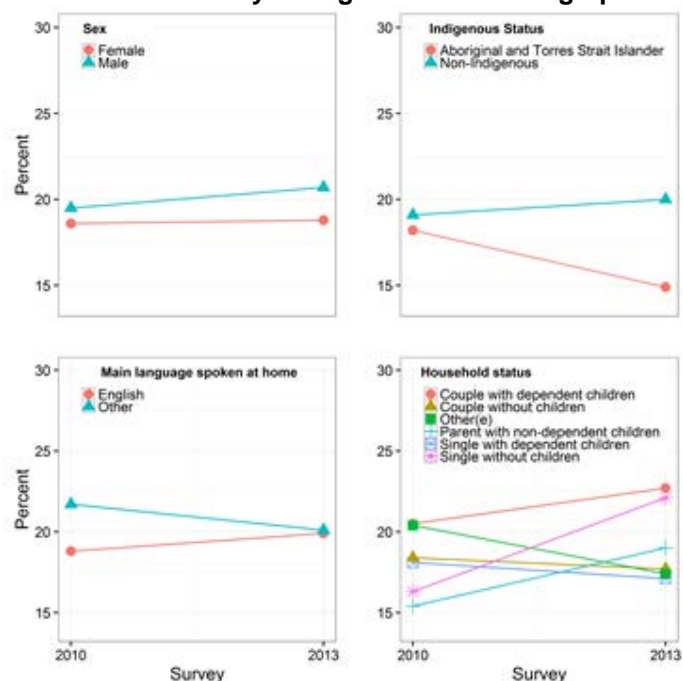 Sex
Female
Male
30
25
20
15
Percent
Indigenous Status
Aboriginal and Torres Strait Islander
Non-Indigenous
30
25
20
15
Main language spoken at home
English
Other
30
25
20
15
Percent
2010
2013
Survey
Household status
Couple with dependent children
Couple without children
Other(e)
Parent with non-dependent children
Single with dependent children
Single without children
30
25
20
15
2010
2013
Survey